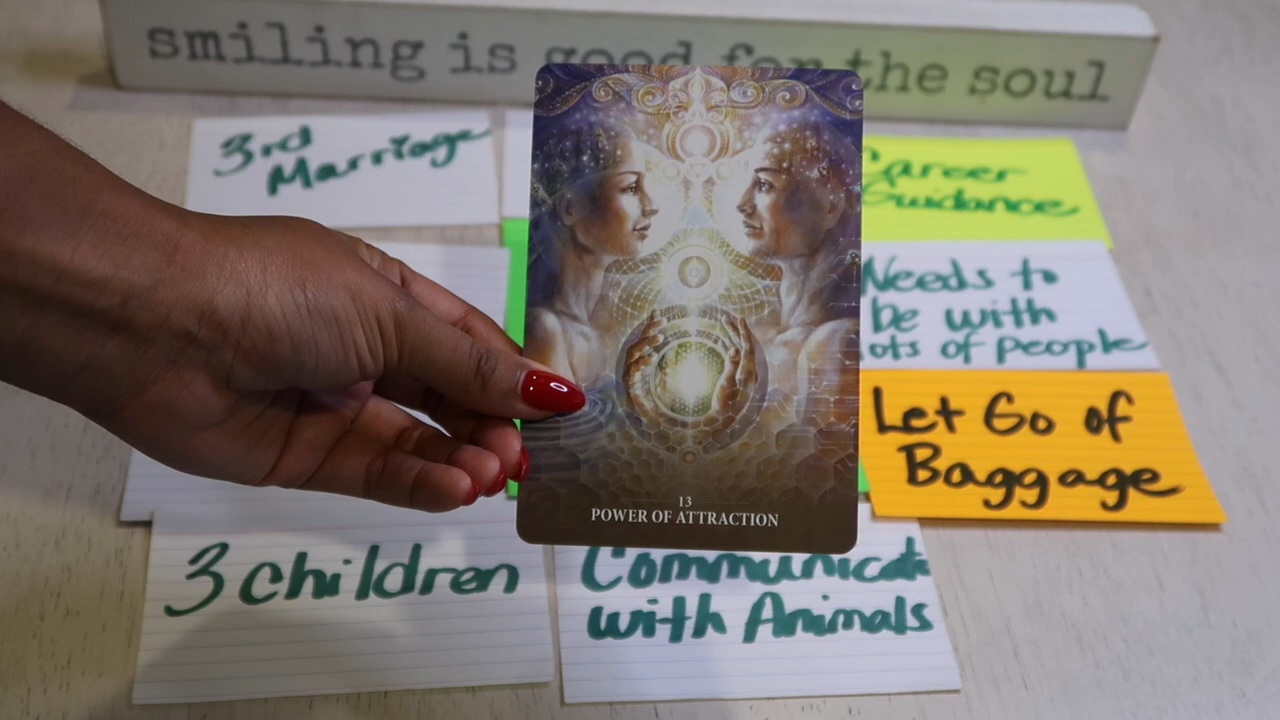 smiling is good for the soul
3rd
Marriage
Career
Guidance
Needs to
be with
lots of people
Let Go of
Baggage
13
POWER OF ATTRACTION
3 children
Communicate
with Animals